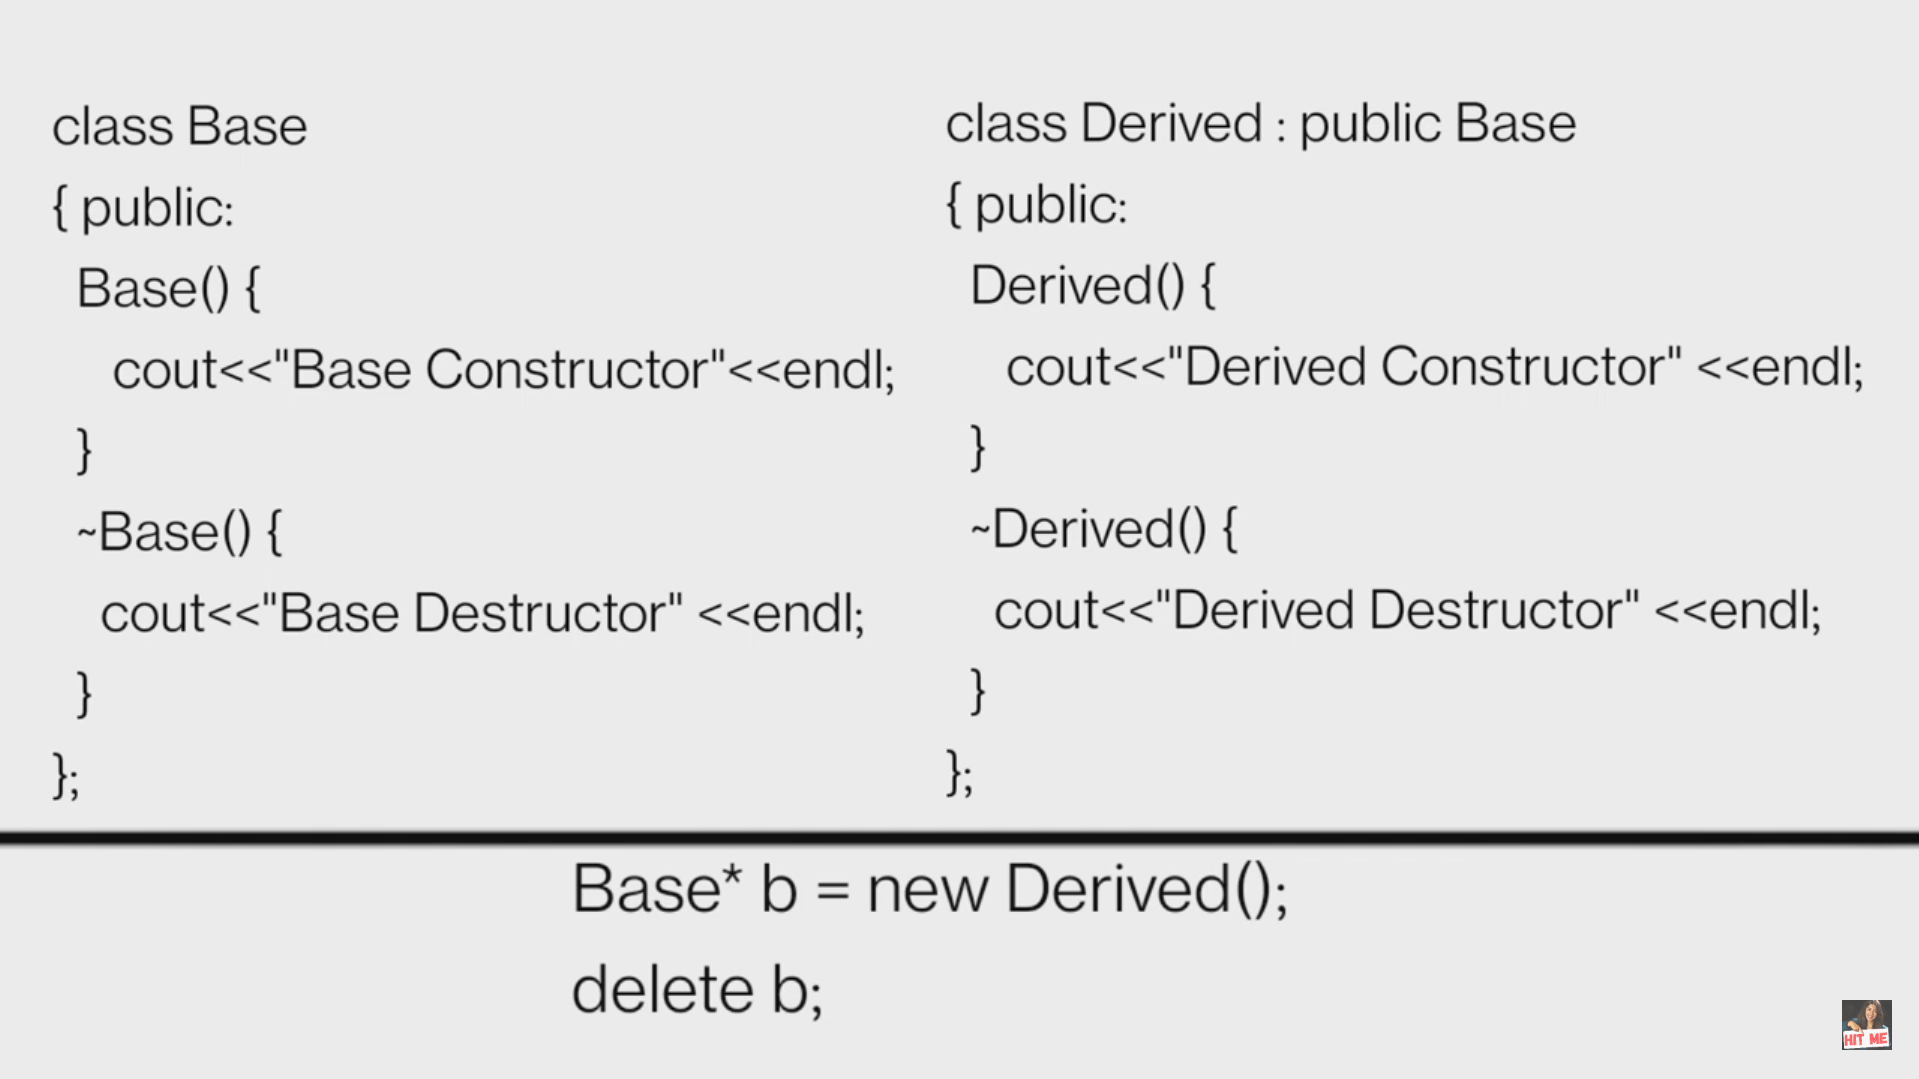 class Base
{ public:
Base() {
cout<<"Base Constructor"<<endl;
}
~Base() {
cout<<"Base Destructor" <<endl;
}
};
class Derived : public Base
{ public:
Derived() {
cout<<"Derived Constructor" <<endl;
}
~Derived() {
cout<<"Derived Destructor" <<endl;
}
};
Base* b = new Derived();
delete b;
HIT ME